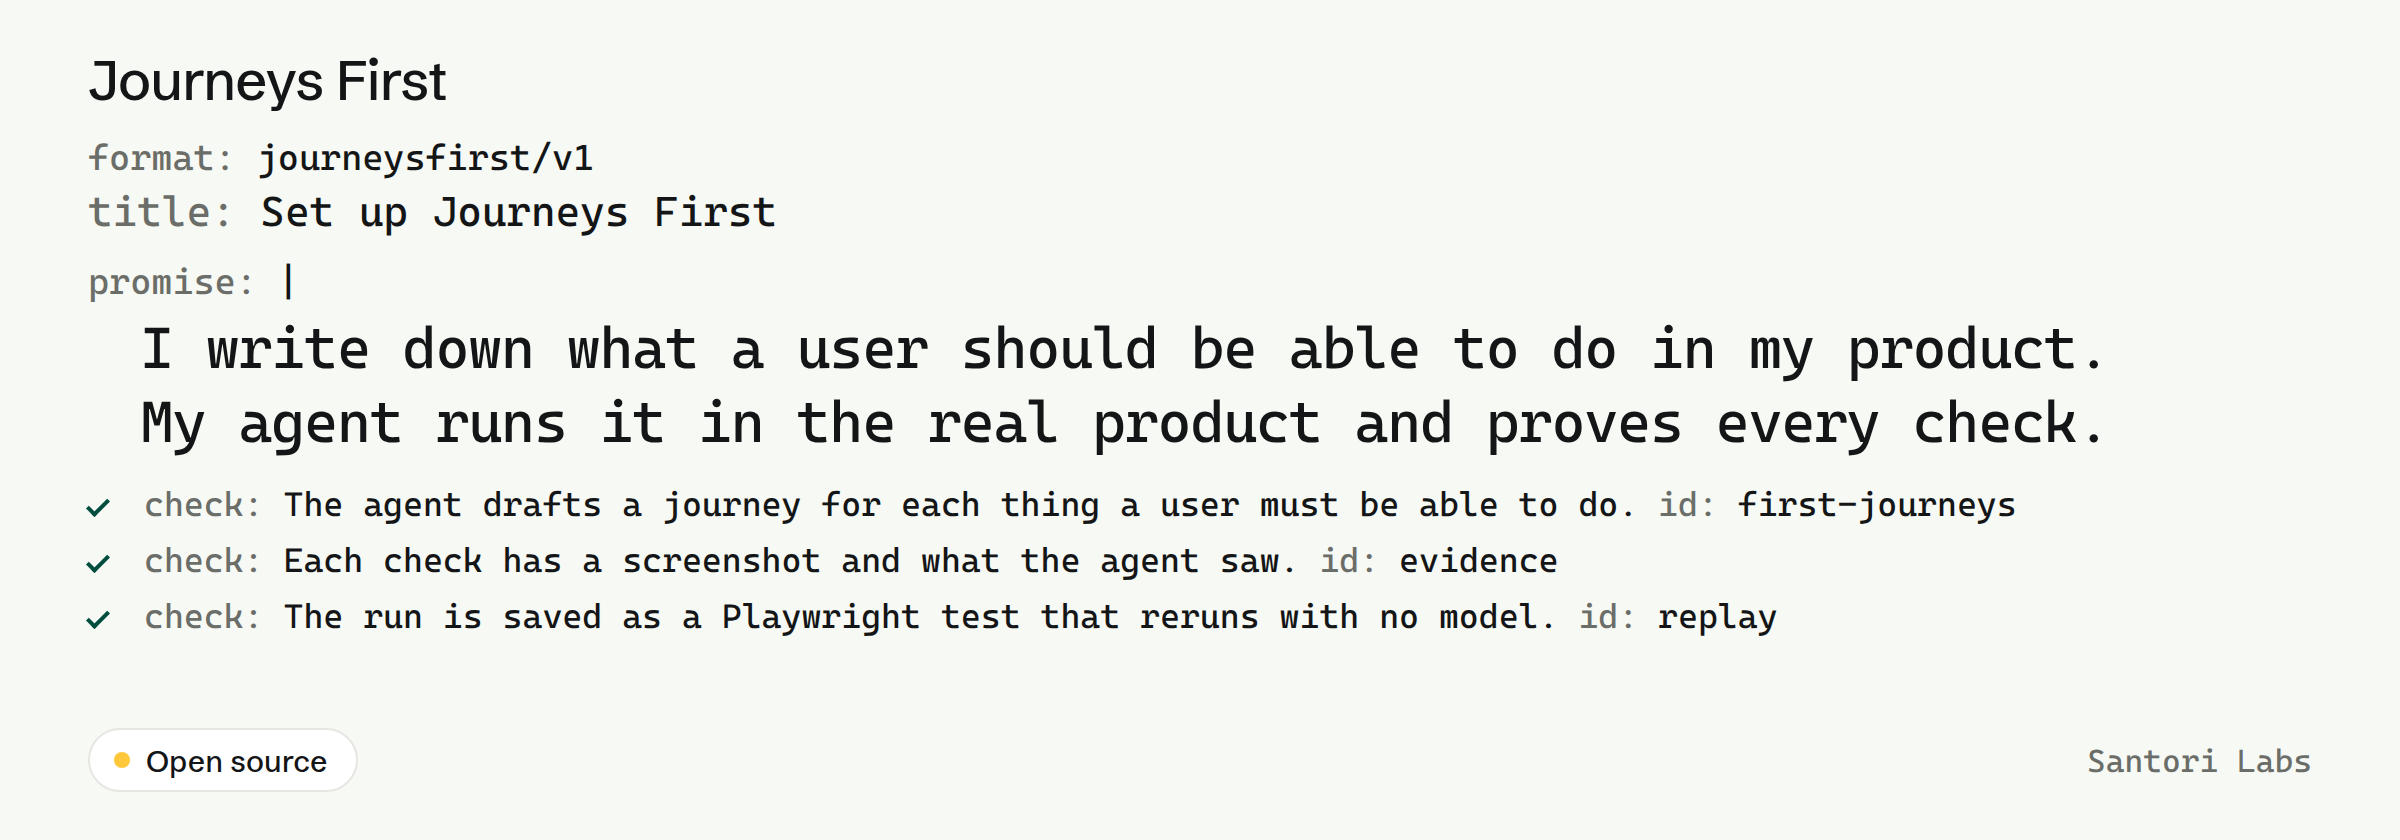 Journeys First
format: journeysfirst/v1
title: Set up Journeys First
promise: |
I write down what a user should be able to do in my product.
My agent runs it in the real product and proves every check.
✓ check: The agent drafts a journey for each thing a user must be able to do. id: first-journeys
✓ check: Each check has a screenshot and what the agent saw. id: evidence
✓ check: The run is saved as a Playwright test that reruns with no model. id: replay
Open source
Santori Labs